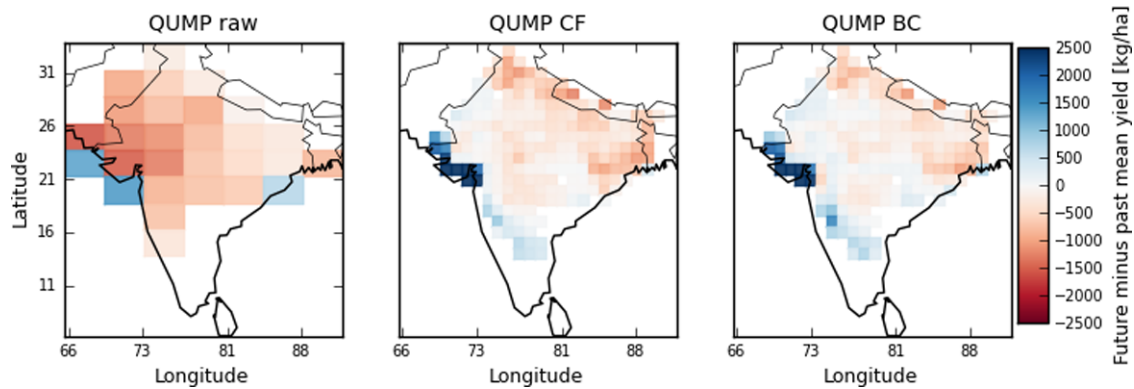 QUMP raw
QUMP CF
QUMP BC
Latitude
31
26
21
16
11
66 73 81 88
66 73 81 88
66 73 81 88
Longitude
Longitude
Longitude
2500
2000
1500
1000
500
0
−500
−1000
−1500
−2000
−2500
Future minus past mean yield [kg/ha]